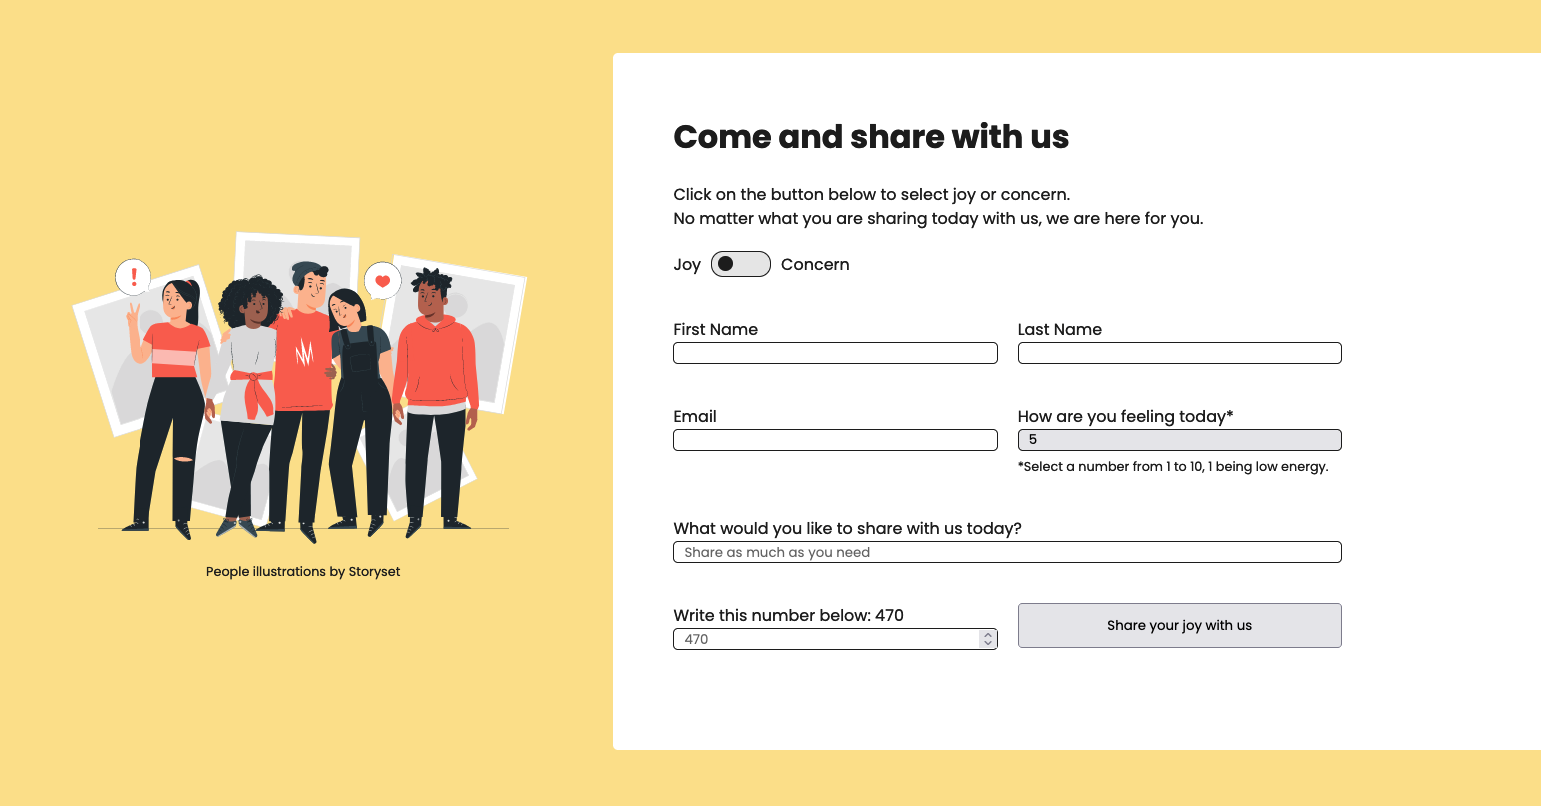 Come and share with us
Click on the button below to select joy or concern.
No matter what you are sharing today with us, we are here for you.
Joy Concern
First Name Last Name
Email How are you feeling today*
5
*Select a number from 1 to 10, 1 being low energy.
What would you like to share with us today?
Share as much as you need
People illustrations by Storyset
Write this number below: 470
470
Share your joy with us